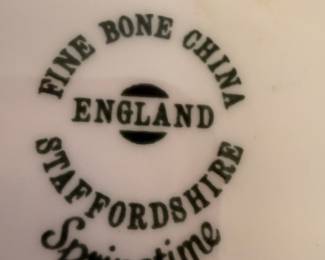 FINE BONE CHINA
ENGLAND
STAFFORDSHIRE
Springtime